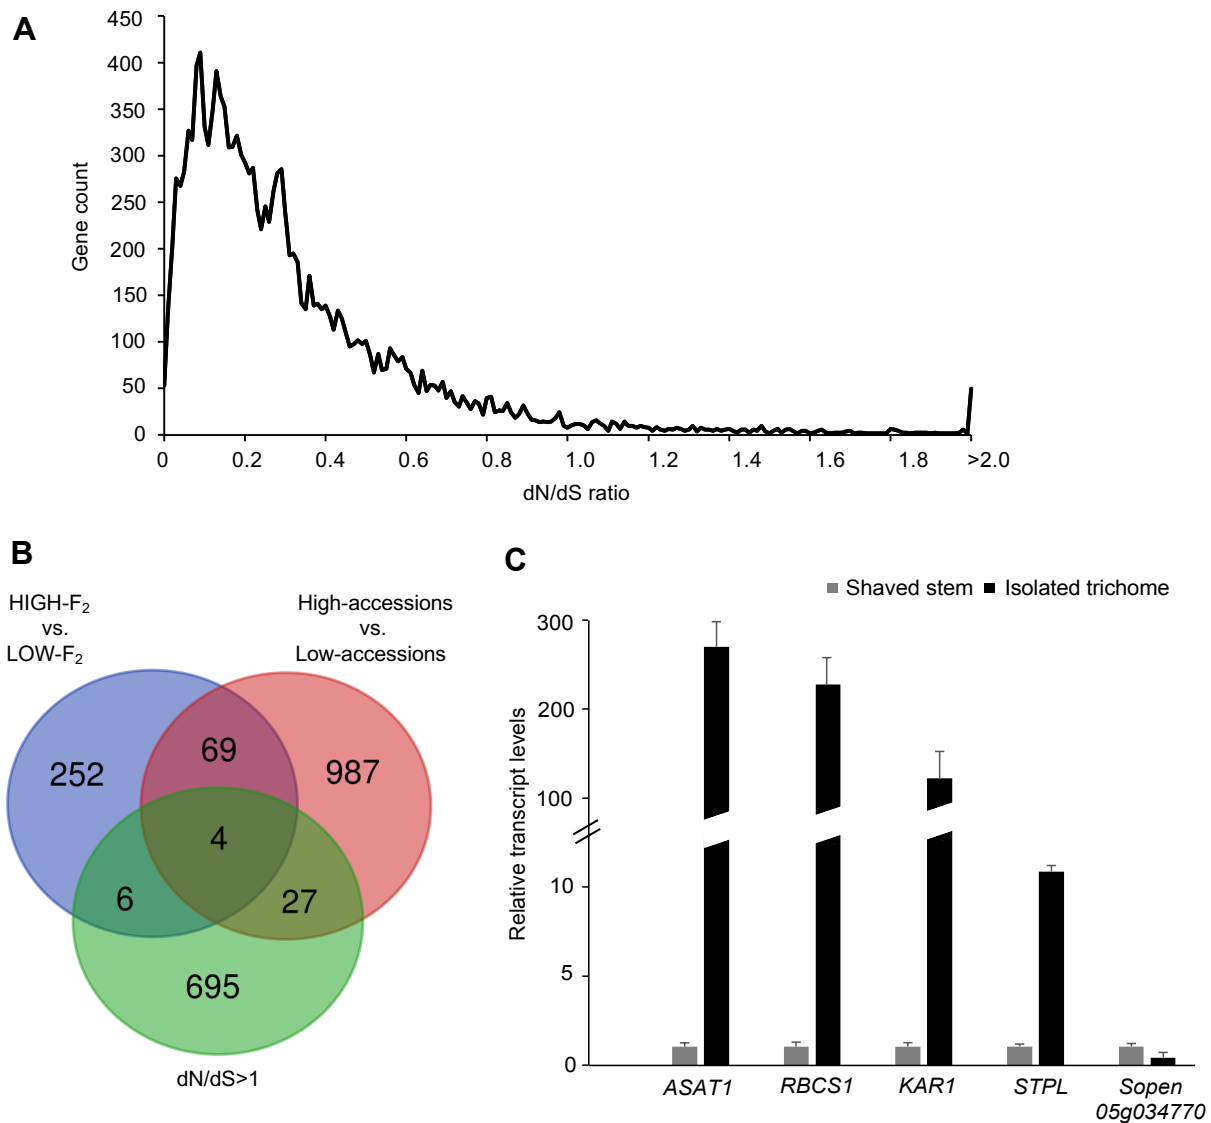 A
450
400
350
300
250
200
150
100
50
0
Gene count
0 0.2 0.4 0.6 0.8 1.0 1.2 1.4 1.6 1.8 >2.0
dN/dS ratio
B
HIGH-F2
vs.
LOW-F2
High-accessions
vs.
Low-accessions
252
69
987
4
6
27
695
dN/dS>1
C
Shaved stem Isolated trichome
300
200
100
10
5
0
Relative transcript levels
ASAT1 RBCS1 KAR1 STPL Sopen
05g034770